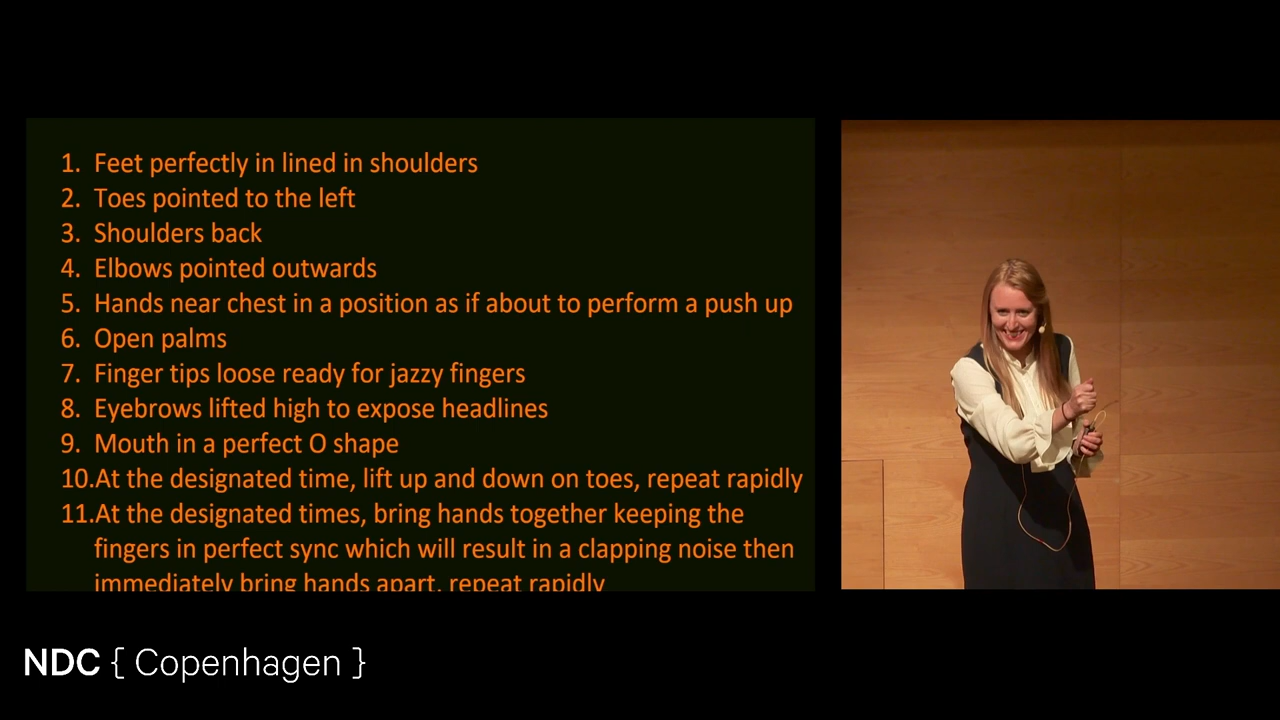 1. Feet perfectly in lined in shoulders
2. Toes pointed to the left
3. Shoulders back
4. Elbows pointed outwards
5. Hands near chest in a position as if about to perform a push up
6. Open palms
7. Finger tips loose ready for jazzy fingers
8. Eyebrows lifted high to expose headlines
9. Mouth in a perfect O shape
10.At the designated time, lift up and down on toes, repeat rapidly
11.At the designated times, bring hands together keeping the
fingers in perfect sync which will result in a clapping noise then
immediately bring hands apart, repeat rapidly
NDC { Copenhagen }